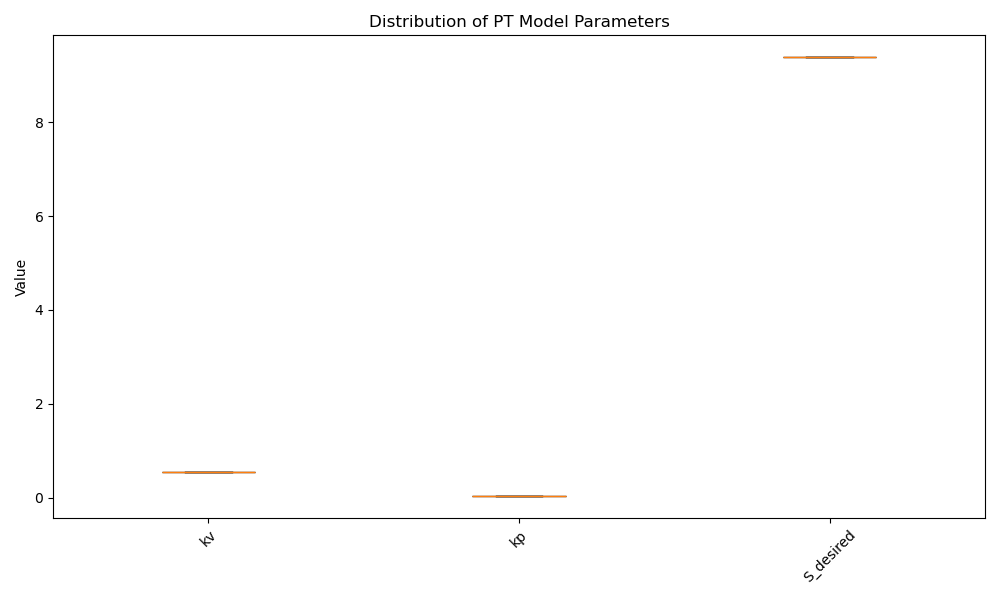 Distribution of PT Model Parameters
Value
8
6
4
2
0
kv
kp
S_desired